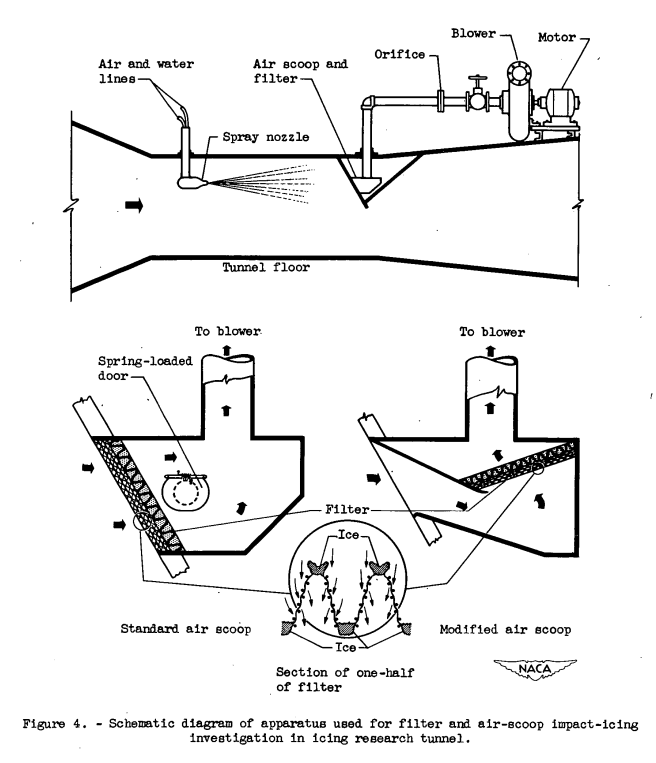 Blower
Motor
Orifice
Air and water
lines
Air scoop and
filter
Spray nozzle
Tunnel floor
To blower
To blower
Spring-loaded
door
Filter
Ice
Standard air scoop
Modified air scoop
Ice
Section of one-half
of filter
NACA
Figure 4. - Schematic diagram of apparatus used for filter and air-scoop impact-icing
investigation in icing research tunnel.